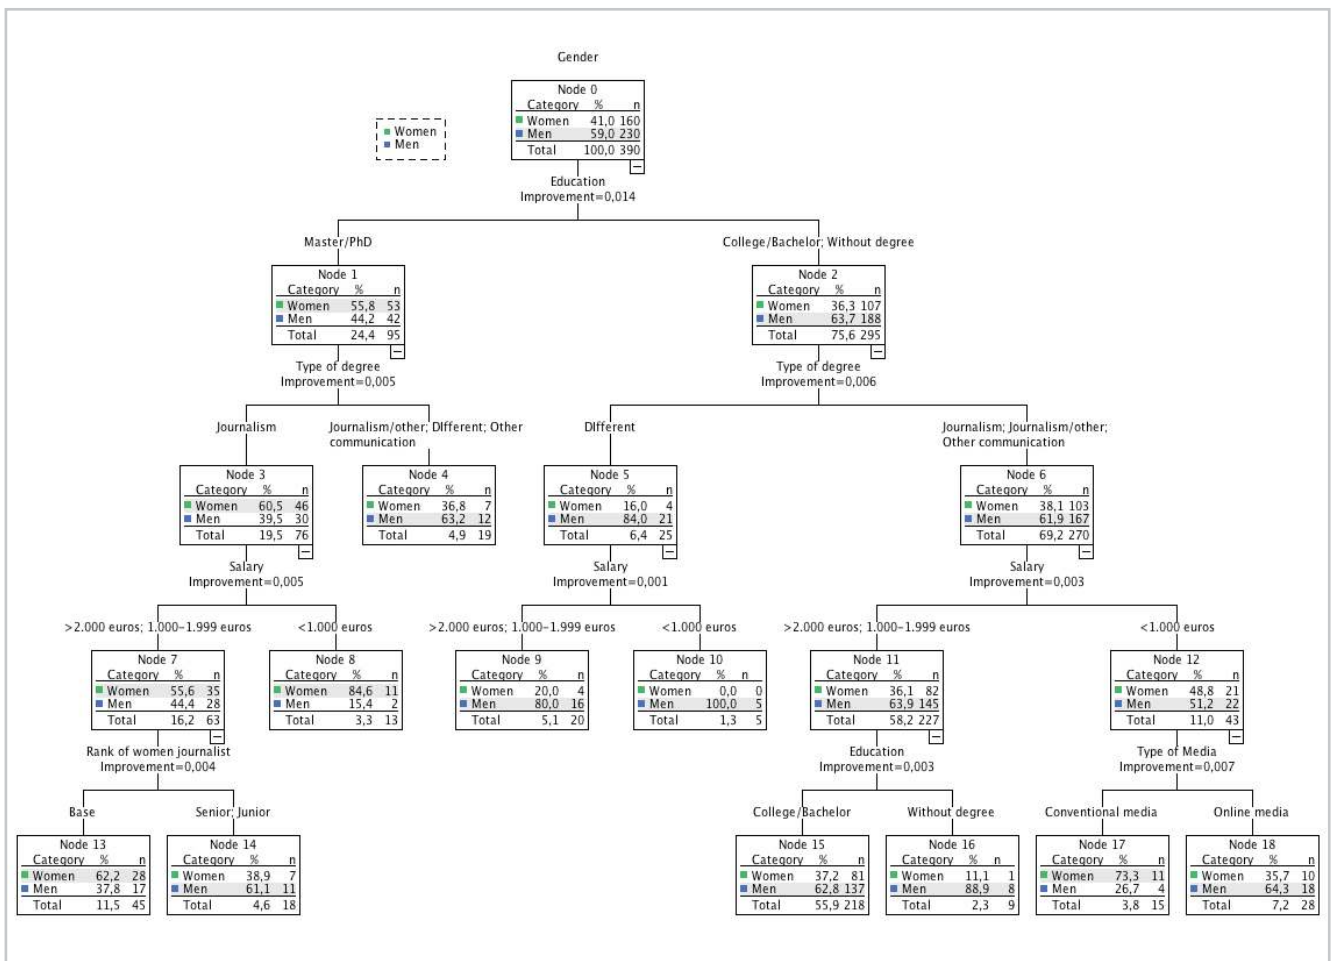 Gender
Node 0
Category % n
Women 41,0 160
Men 59,0 230
Total 100,0 390
Women
Men
Education
Improvement=0,014
Master/PhD
College/Bachelor; Without degree
Node 1
Category % n
Women 55,8 53
Men 44,2 42
Total 24,4 95
Node 2
Category % n
Women 36,3 107
Men 63,7 188
Total 75,6 295
Type of degree
Improvement=0,005
Type of degree
Improvement=0,006
Journalism
Journalism/other; DIfferent; Other
communication
DIfferent
Journalism; Journalism/other;
Other communication
Node 3
Category % n
Women 60,5 46
Men 39,5 30
Total 19,5 76
Node 4
Category % n
Women 36,8 7
Men 63,2 12
Total 4,9 19
Node 5
Category % n
Women 16,0 4
Men 84,0 21
Total 6,4 25
Node 6
Category % n
Women 38,1 103
Men 61,9 167
Total 69,2 270
Salary
Improvement=0,005
Salary
Improvement=0,001
Salary
Improvement=0,003
>2.000 euros; 1.000-1.999 euros
<1.000 euros
>2.000 euros; 1.000-1.999 euros
<1.000 euros
>2.000 euros; 1.000-1.999 euros
<1.000 euros
Node 7
Category % n
Women 55,6 35
Men 44,4 28
Total 16,2 63
Node 8
Category % n
Women 84,6 11
Men 15,4 2
Total 3,3 13
Node 9
Category % n
Women 20,0 4
Men 80,0 16
Total 5,1 20
Node 10
Category % n
Women 0,0 0
Men 100,0 5
Total 1,3 5
Node 11
Category % n
Women 36,1 82
Men 63,9 145
Total 58,2 227
Node 12
Category % n
Women 48,8 21
Men 51,2 22
Total 11,0 43
Rank of women journalist
Improvement=0,004
Education
Improvement=0,003
Type of Media
Improvement=0,007
Base
Senior; Junior
College/Bachelor
Without degree
Conventional media
Online media
Node 13
Category % n
Women 62,2 28
Men 37,8 17
Total 11,5 45
Node 14
Category % n
Women 38,9 7
Men 61,1 11
Total 4,6 18
Node 15
Category % n
Women 37,2 81
Men 62,8 137
Total 55,9 218
Node 16
Category % n
Women 11,1 1
Men 88,9 8
Total 2,3 9
Node 17
Category % n
Women 73,3 11
Men 26,7 4
Total 3,8 15
Node 18
Category % n
Women 35,7 10
Men 64,3 18
Total 7,2 28